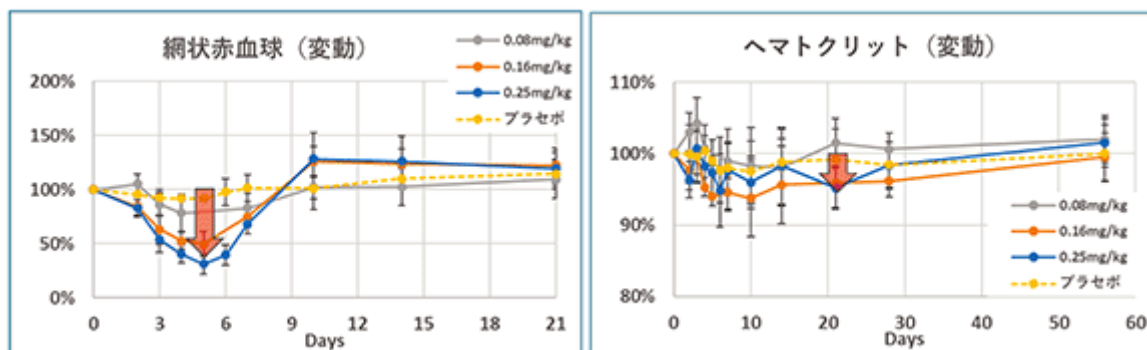 網状赤血球（変動）
0.08mg/kg
0.16mg/kg
0.25mg/kg
プラセボ
200%
150%
100%
50%
0%
0 3 6 9 12 15 18 21
Days
ヘマトクリット（変動）
110%
100%
90%
80%
0.08mg/kg
0.16mg/kg
0.25mg/kg
プラセボ
0 10 20 30 40 50 60
Days